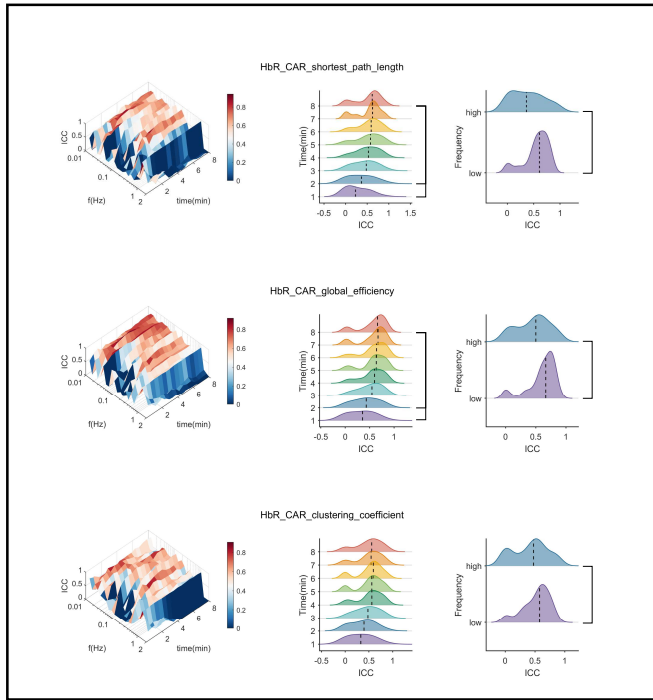 HbR_CAR_shortest_path_length
ICC
1
0.5
0
0.01
0.1
1
2
f(Hz)
2
4
6
8
time(min)
0.8
0.6
0.4
0.2
0
Time(min)
8
7
6
5
4
3
2
1
-0.5 0 0.5 1 1.5
ICC
Frequency
high
low
0 0.5 1
ICC
HbR_CAR_global_efficiency
ICC
1
0.5
0
0.01
0.1
1
2
f(Hz)
2
4
6
8
time(min)
0.8
0.6
0.4
0.2
0
Time(min)
8
7
6
5
4
3
2
1
-0.5 0 0.5 1
ICC
Frequency
high
low
0 0.5 1
ICC
HbR_CAR_clustering_coefficient
ICC
1
0.5
0
0.01
0.1
1
2
f(Hz)
2
4
6
8
time(min)
0.8
0.6
0.4
0.2
0
Time(min)
8
7
6
5
4
3
2
1
-0.5 0 0.5 1
ICC
Frequency
high
low
0 0.5 1
ICC